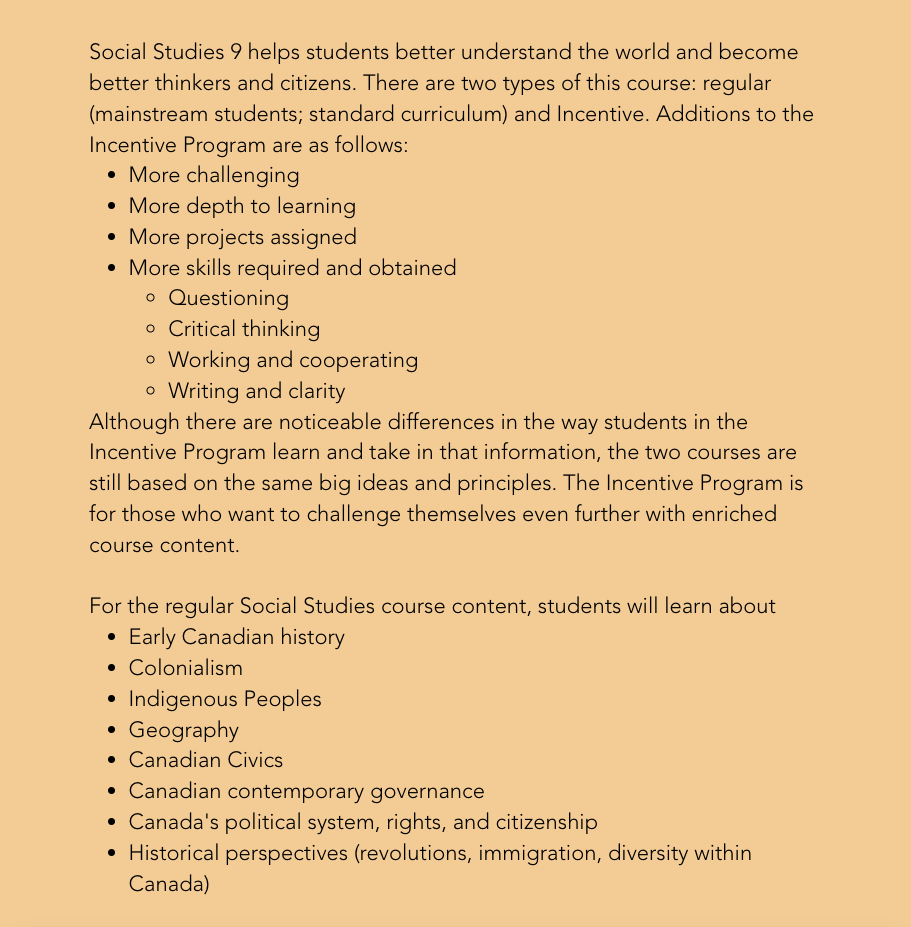 Social Studies 9 helps students better understand the world and become
better thinkers and citizens. There are two types of this course: regular
(mainstream students; standard curriculum) and Incentive. Additions to the
Incentive Program are as follows:
• More challenging
• More depth to learning
• More projects assigned
• More skills required and obtained
◦ Questioning
◦ Critical thinking
◦ Working and cooperating
◦ Writing and clarity
Although there are noticeable differences in the way students in the
Incentive Program learn and take in that information, the two courses are
still based on the same big ideas and principles. The Incentive Program is
for those who want to challenge themselves even further with enriched
course content.
For the regular Social Studies course content, students will learn about
• Early Canadian history
• Colonialism
• Indigenous Peoples
• Geography
• Canadian Civics
• Canadian contemporary governance
• Canada's political system, rights, and citizenship
• Historical perspectives (revolutions, immigration, diversity within
Canada)